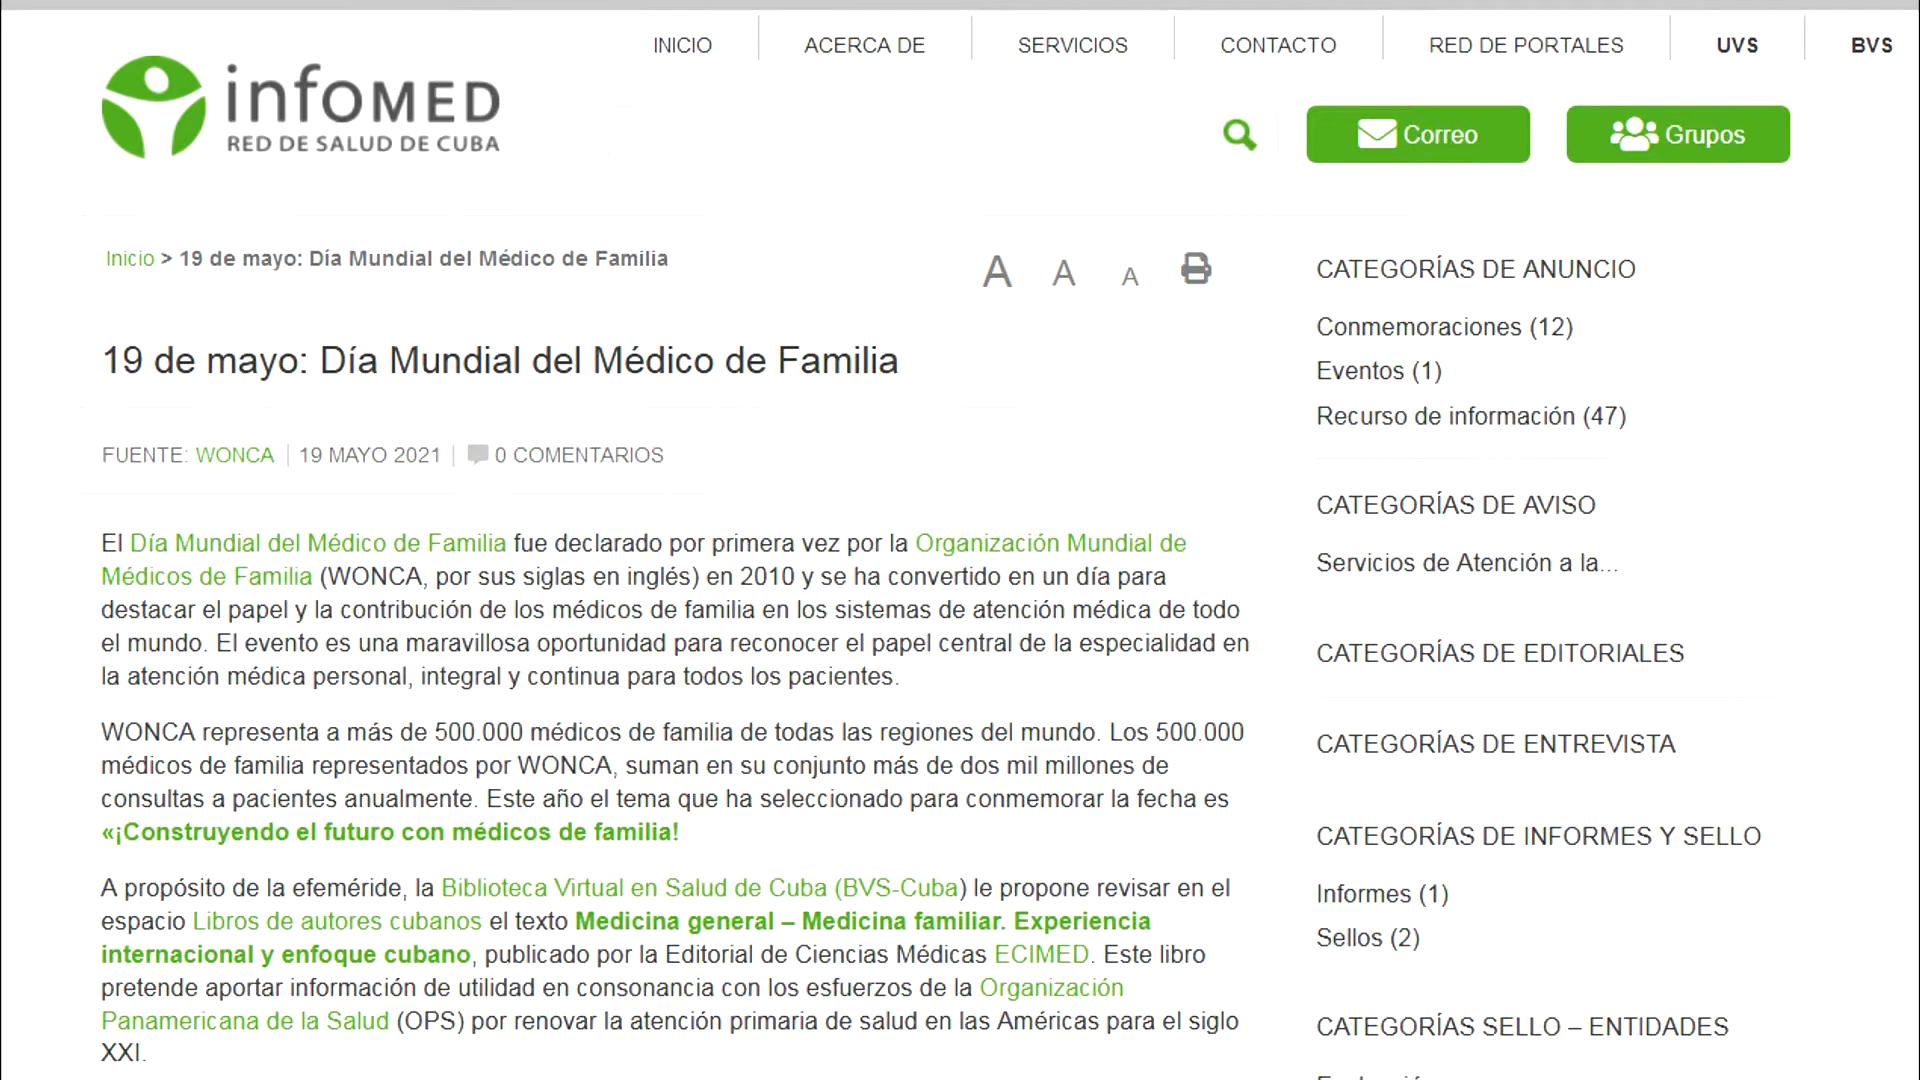 INICIO ACERCA DE SERVICIOS CONTACTO RED DE PORTALES UVS BVS
infoMED
RED DE SALUD DE CUBA
Correo Grupos
Inicio > 19 de mayo: Día Mundial del Médico de Familia
A A A
19 de mayo: Día Mundial del Médico de Familia
FUENTE: WONCA 19 MAYO 2021 0 COMENTARIOS
El Día Mundial del Médico de Familia fue declarado por primera vez por la Organización Mundial de
Médicos de Familia (WONCA, por sus siglas en inglés) en 2010 y se ha convertido en un día para
destacar el papel y la contribución de los médicos de familia en los sistemas de atención médica de todo
el mundo. El evento es una maravillosa oportunidad para reconocer el papel central de la especialidad en
la atención médica personal, integral y continua para todos los pacientes.
WONCA representa a más de 500.000 médicos de familia de todas las regiones del mundo. Los 500.000
médicos de familia representados por WONCA, suman en su conjunto más de dos mil millones de
consultas a pacientes anualmente. Este año el tema que ha seleccionado para conmemorar la fecha es
«¡Construyendo el futuro con médicos de familia!
A propósito de la efeméride, la Biblioteca Virtual en Salud de Cuba (BVS-Cuba) le propone revisar en el
espacio Libros de autores cubanos el texto Medicina general – Medicina familiar. Experiencia
internacional y enfoque cubano, publicado por la Editorial de Ciencias Médicas ECIMED. Este libro
pretende aportar información de utilidad en consonancia con los esfuerzos de la Organización
Panamericana de la Salud (OPS) por renovar la atención primaria de salud en las Américas para el siglo
XXI.
CATEGORÍAS DE ANUNCIO
Conmemoraciones (12)
Eventos (1)
Recurso de información (47)
CATEGORÍAS DE AVISO
Servicios de Atención a la...
CATEGORÍAS DE EDITORIALES
CATEGORÍAS DE ENTREVISTA
CATEGORÍAS DE INFORMES Y SELLO
Informes (1)
Sellos (2)
CATEGORÍAS SELLO – ENTIDADES